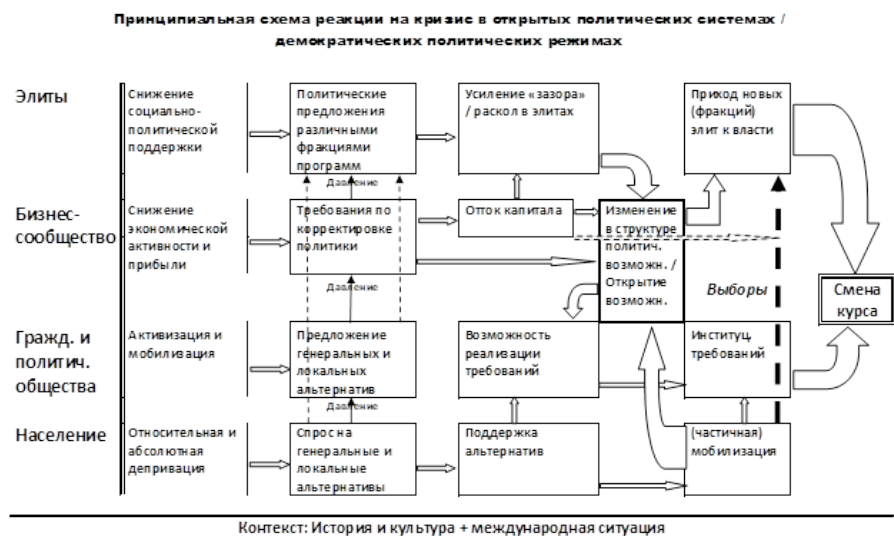 Принципиальная схема реакции на кризис в открытых политических системах /
демократических политических режимах
Элиты
Снижение
социально-
политической
поддержки
Политические
предложения
различными
фракциями
программ
Усиление «зазора»
/ раскол в элитах
Приход новых
(фракций)
элит к власти
Давление
Бизнес-
сообщество
Снижение
экономической
активности и
прибыли
Требования по
корректировке
политики
Отток капитала
Изменение
в структуре
политич.
возможн. /
Открытие
возможн.
Давление
Выборы
Смена
курса
Гражд. и
политич.
общества
Активизация и
мобилизация
Предложение
генеральных и
локальных
альтернатив
Возможность
реализации
требований
Институц.
требований
Давление
Население
Относительная и
абсолютная
депривация
Спрос на
генеральные и
локальные
альтернативы
Поддержка
альтернатив
(частичная)
мобилизация
Контекст: История и культура + международная ситуация